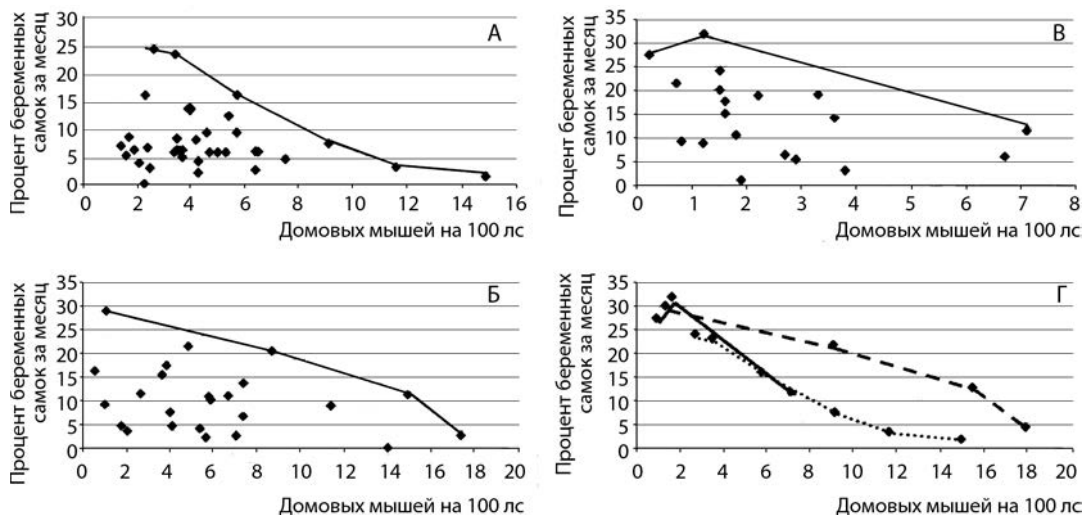 А
Процент беременных
самок за месяц
30
25
20
15
10
5
0
0 2 4 6 8 10 12 14 16
Домовых мышей на 100 лс
В
Процент беременных
самок за месяц
35
30
25
20
15
10
5
0
0 1 2 3 4 5 6 7 8
Домовых мышей на 100 лс
Б
Процент беременных
самок за месяц
35
30
25
20
15
10
5
0
0 2 4 6 8 10 12 14 16 18 20
Домовых мышей на 100 лс
Г
Процент беременных
самок за месяц
35
30
25
20
15
10
5
0
0 2 4 6 8 10 12 14 16 18 20
Домовых мышей на 100 лс